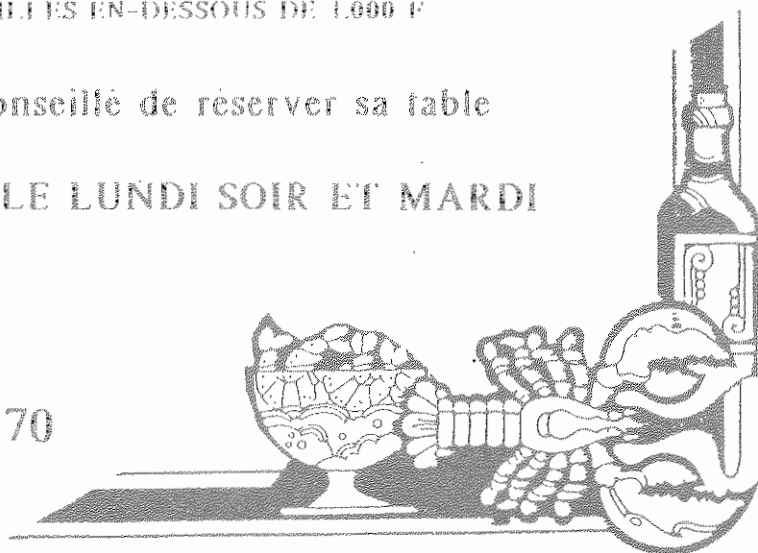 EN-DESSOUS DE 1.000 F
onseillé de réserver sa table
LE LUNDI SOIR ET MARDI
70